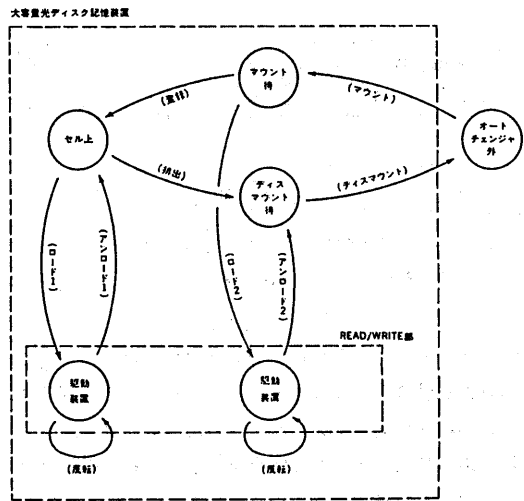 大容量光ディスク記憶装置
マウント
待
(登録)
(マウント)
セル上
オート
チェンジャ
外
(排出)
ディス
マウント
待
(ディスマウント)
(ロード1)
(アンロード1)
(ロード2)
(アンロード2)
READ/WRITE部
駆動
装置
駆動
装置
(反転)
(反転)